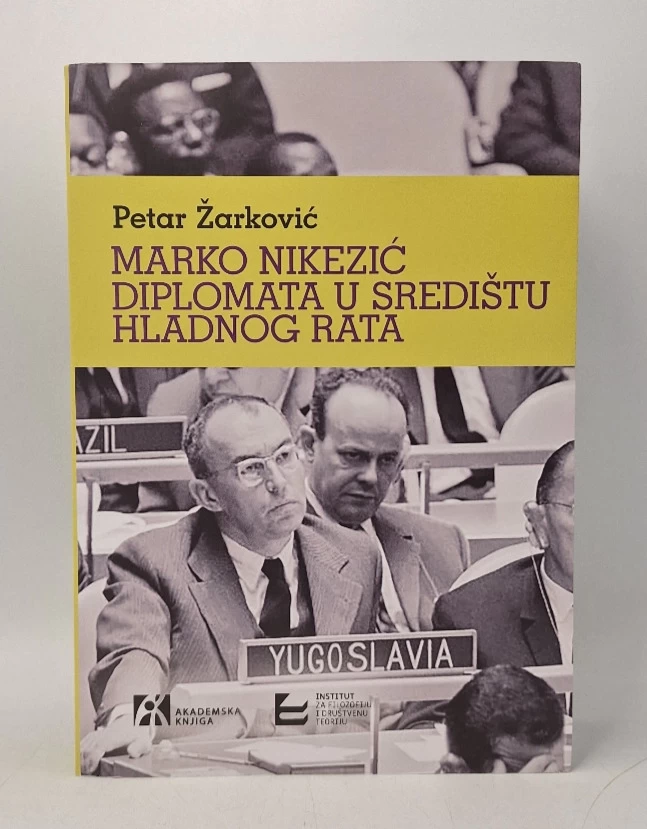 Petar Žarković
MARKO NIKEZIĆ
DIPLOMATA U SREDIŠTU
HLADNOG RATA
AZIL
YUGOSLAVIA
AKADEMSKA
KNJIGA
INSTITUT
ZA FILOZOFIJU
I DRUŠTVENU
TEORIJU